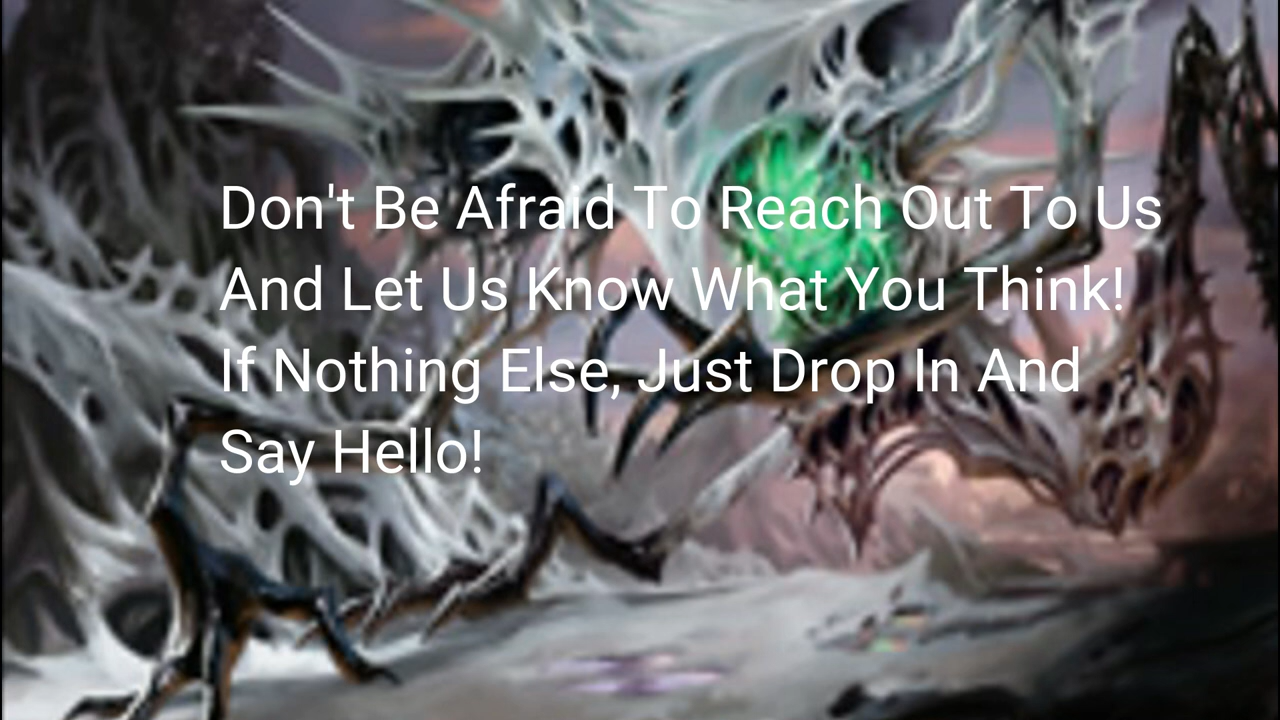 Don't Be Afraid To Reach Out To Us
And Let Us Know What You Think!
If Nothing Else, Just Drop In And
Say Hello!